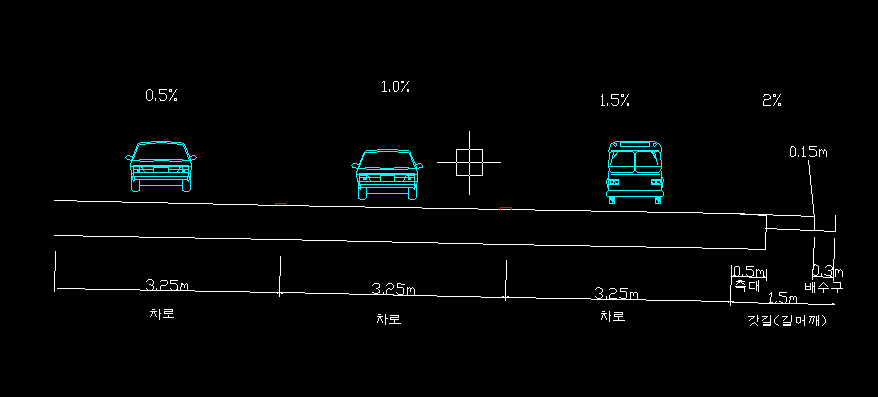 0.5%
1.0%
1.5%
2%
0.15m
3.25m
3.25m
3.25m
0.5m
0.3m
측대
배수구
1.5m
차로
차로
차로
갓길(길어깨)